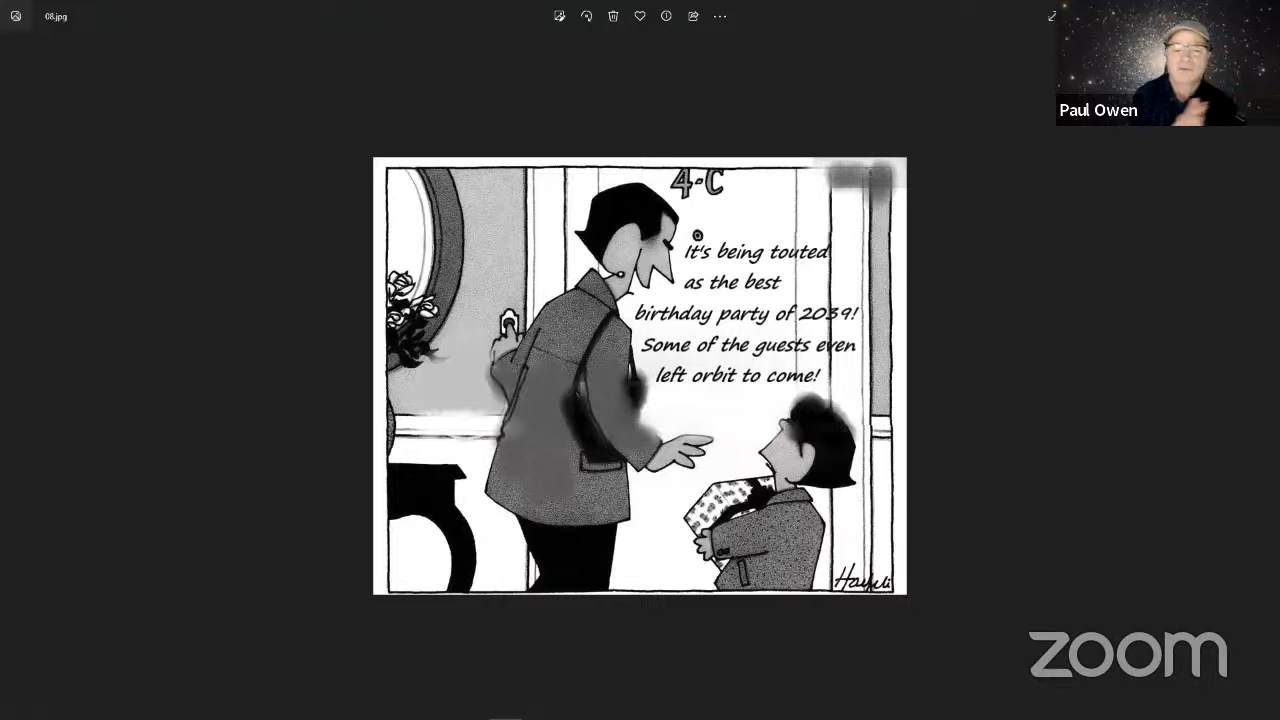 08.jpg
Paul Owen
4-C
It's being touted
as the best
birthday party of 2039!
Some of the guests even
left orbit to come!
zoom